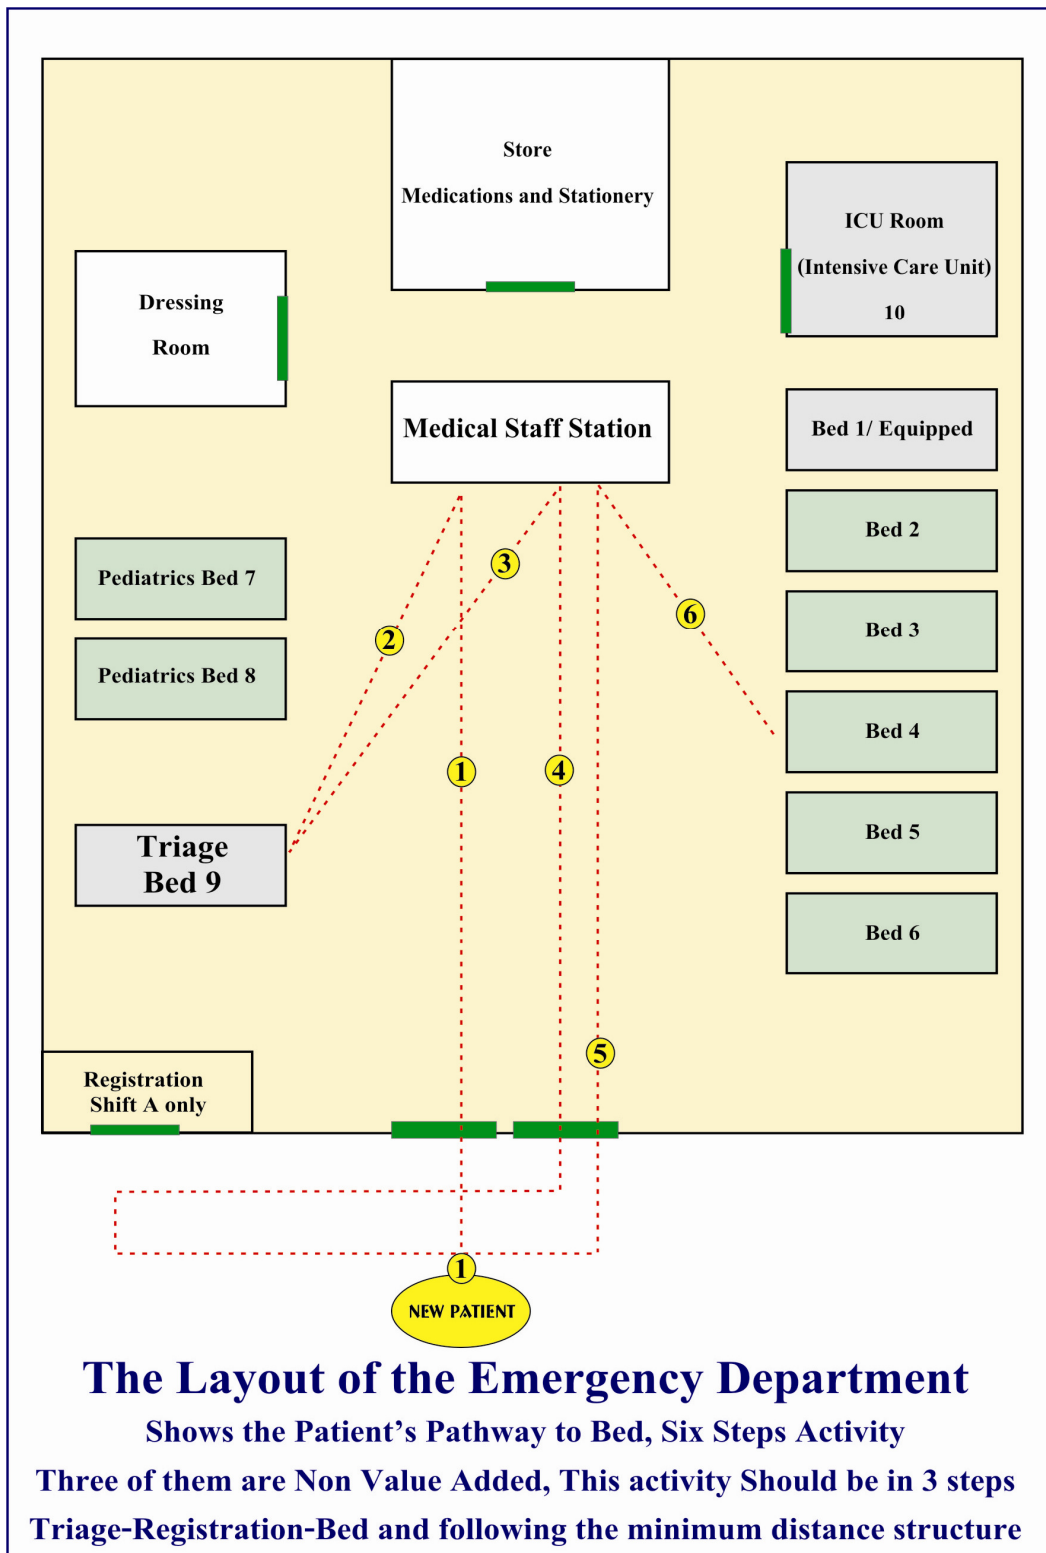 Store
Medications and Stationery
ICU Room
(Intensive Care Unit)
10
Dressing
Room
Medical Staff Station
Bed 1/ Equipped
Bed 2
Pediatrics Bed 7
3
Bed 3
6
2
Pediatrics Bed 8
Bed 4
1
4
Triage
Bed 9
Bed 5
Bed 6
5
Registration
Shift A only
1
NEW PATIENT
The Layout of the Emergency Department
Shows the Patient's Pathway to Bed, Six Steps Activity
Three of them are Non Value Added, This activity Should be in 3 steps
Triage-Registration-Bed and following the minimum distance structure